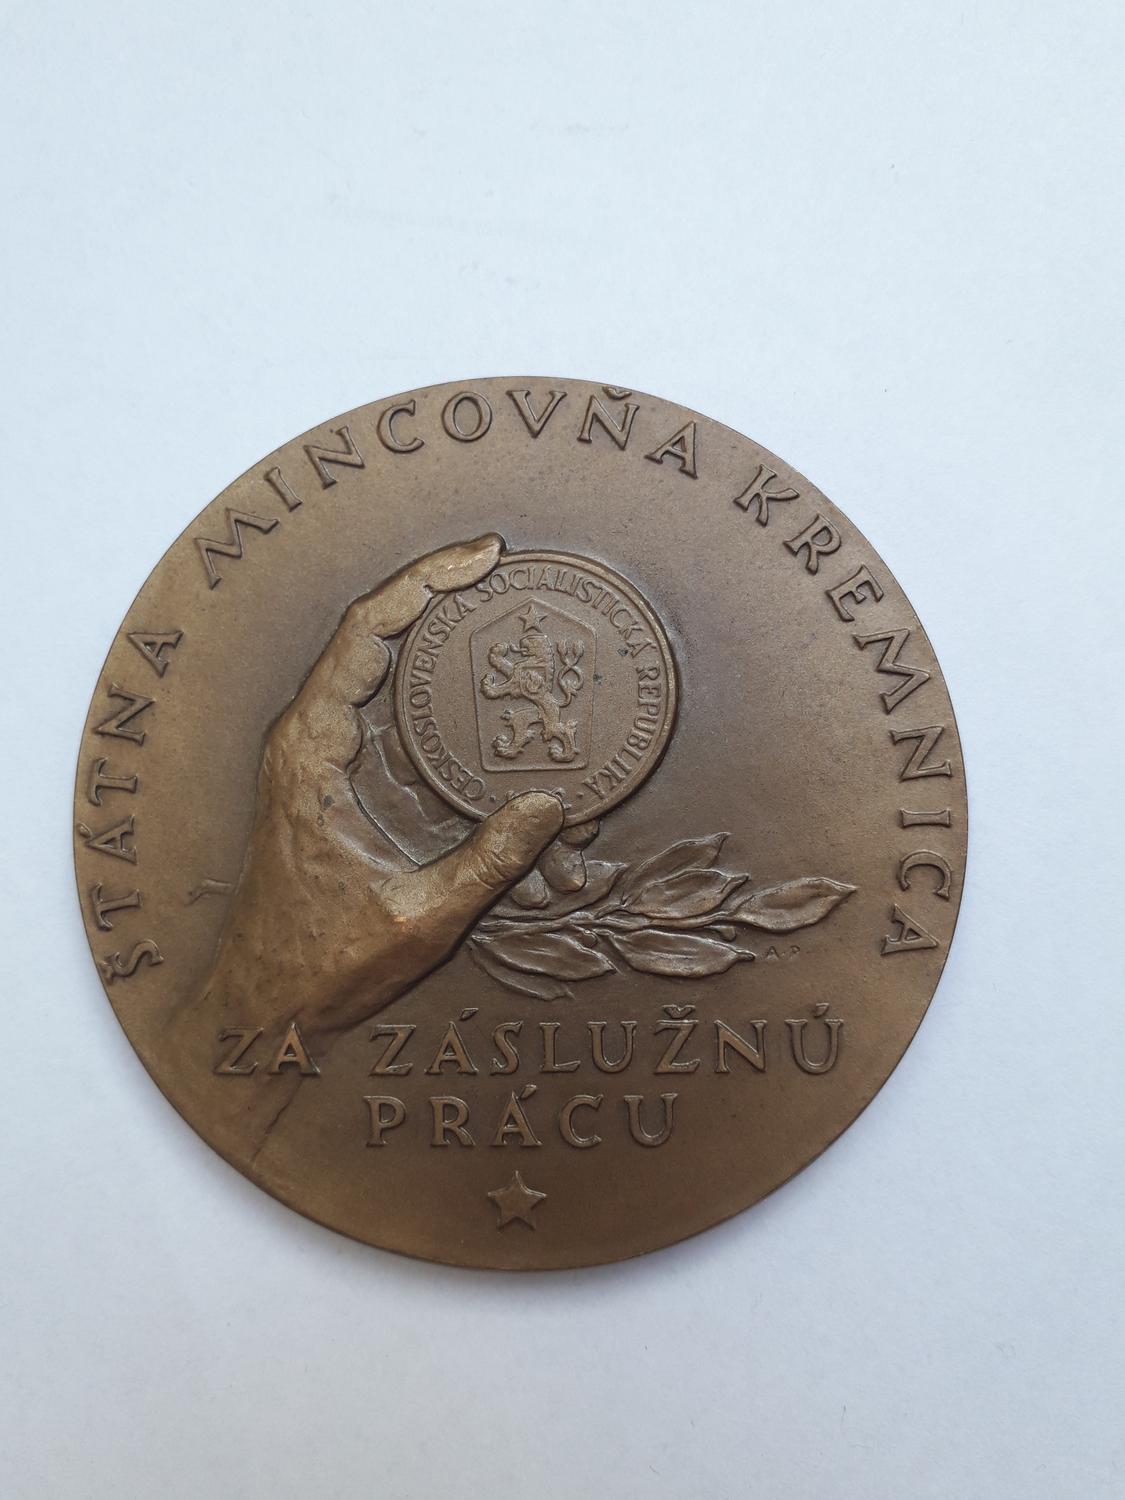 ŠTÁTNA MINCOVŇA KREMNICA
ČESKOSLOVENSKÁ SOCIALISTICKÁ REPUBLIKA
A.P.
ZA ZÁSLUŽNÚ
PRÁCU